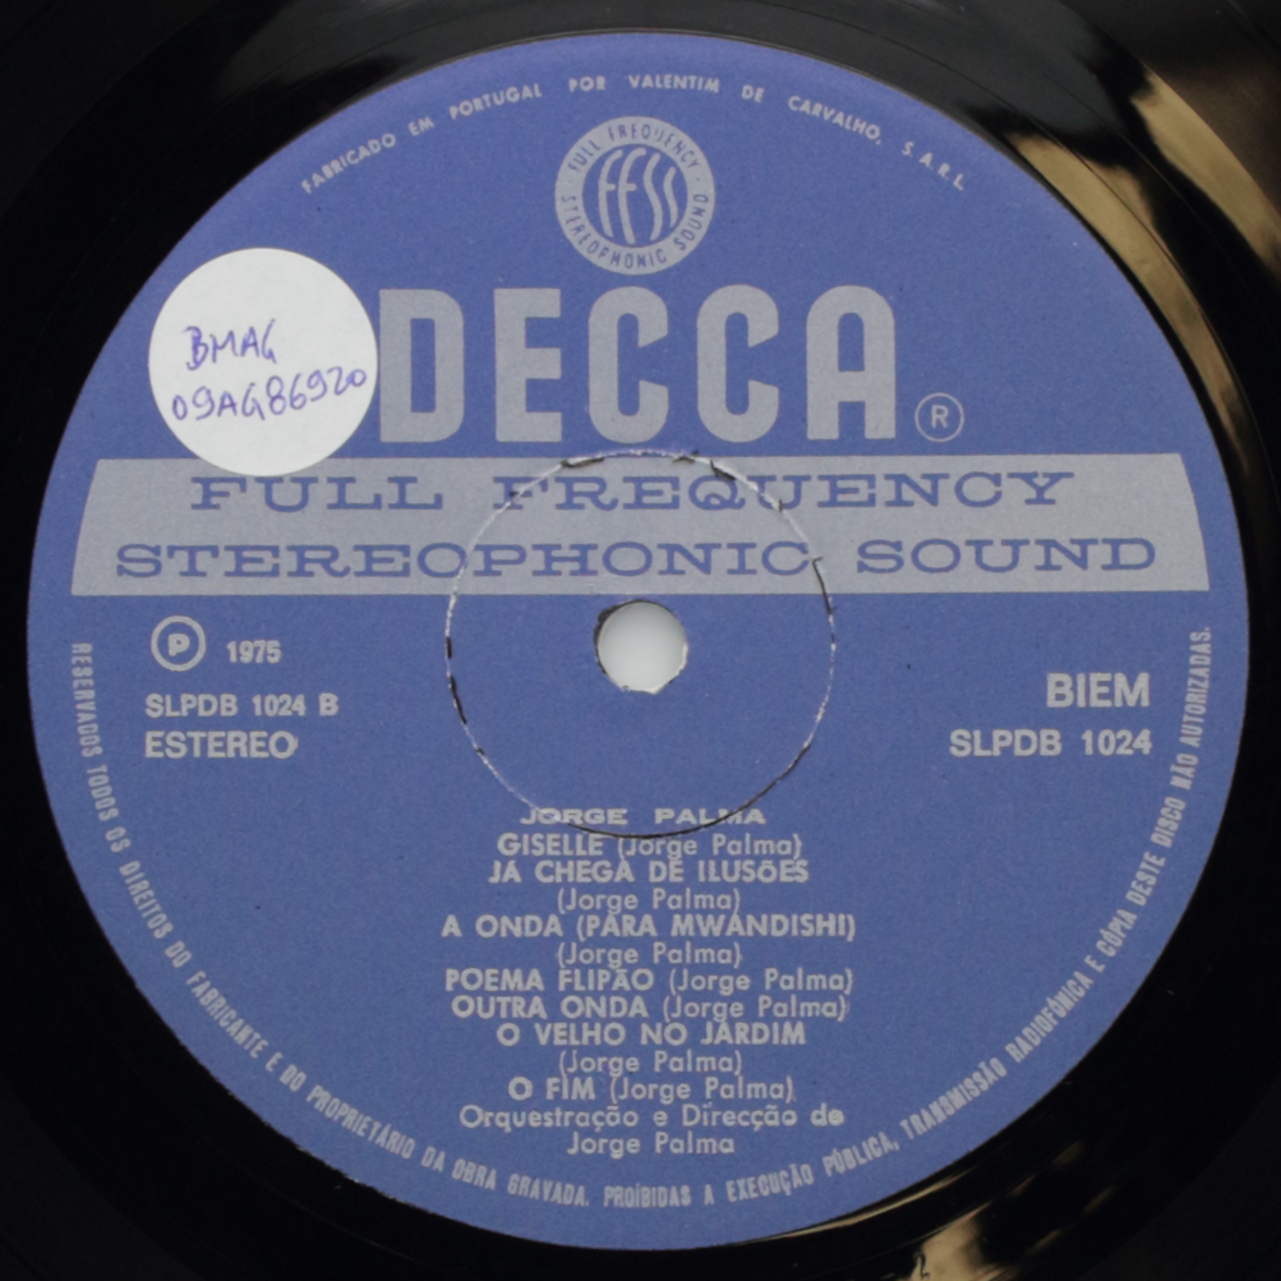 FABRICADO EM PORTUGAL POR VALENTIM DE CARVALHO, S.A.R.L.
FULL FREQUENCY
FFSS
STEREOPHONIC SOUND
DECCA ®
BMAG
09AG86920
FULL FREQUENCY
STEREOPHONIC SOUND
Ⓟ 1975
SLPDB 1024 B
ESTEREO
BIEM
SLPDB 1024
JORGE PALMA
GISELLE (Jorge Palma)
JÁ CHEGA DE ILUSÕES
(Jorge Palma)
A ONDA (PARA MWANDISHI)
(Jorge Palma)
POEMA FLIPÃO (Jorge Palma)
OUTRA ONDA (Jorge Palma)
O VELHO NO JARDIM
(Jorge Palma)
O FIM (Jorge Palma)
Orquestração e Direcção de
Jorge Palma
RESERVADOS TODOS OS DIREITOS DO FABRICANTE E DO PROPRIETÁRIO DA OBRA GRAVADA. PROÍBIDAS A EXECUÇÃO PÚBLICA, TRANSMISSÃO RADIOFÓNICA E CÓPIA DESTE DISCO NÃO AUTORIZADAS.